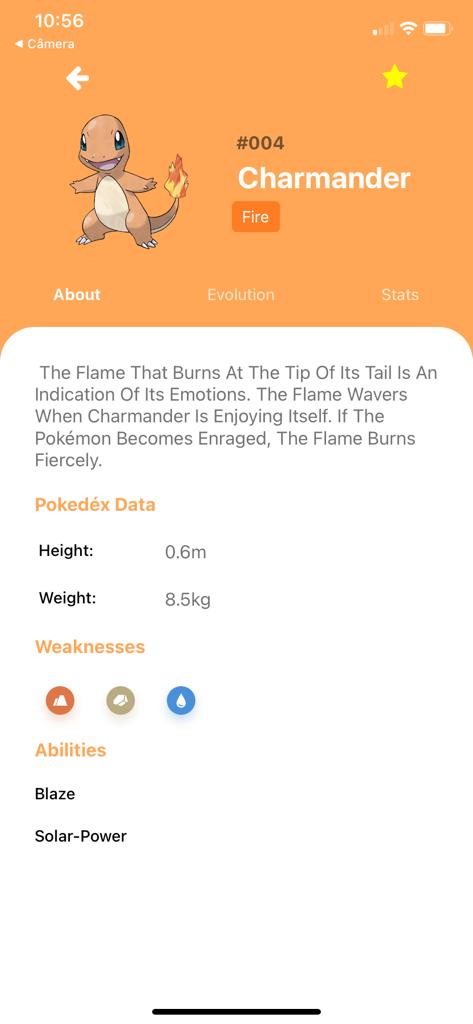 10:56
◀ Câmera
#004
Charmander
Fire
About Evolution Stats
The Flame That Burns At The Tip Of Its Tail Is An
Indication Of Its Emotions. The Flame Wavers
When Charmander Is Enjoying Itself. If The
Pokémon Becomes Enraged, The Flame Burns
Fiercely.
Pokedéx Data
Height: 0.6m
Weight: 8.5kg
Weaknesses
Abilities
Blaze
Solar-Power